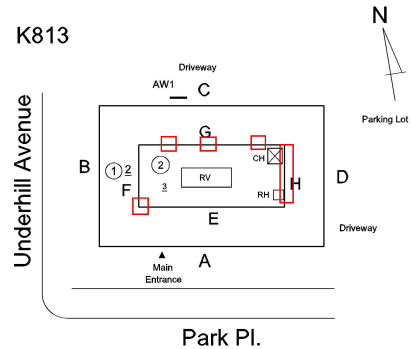 K813
N
Driveway
AW1
C
Parking Lot
Underhill Avenue
G
CH
B
1
2
2
3
RV
H
D
F
RH
E
Driveway
A
Main
Entrance
Park Pl.